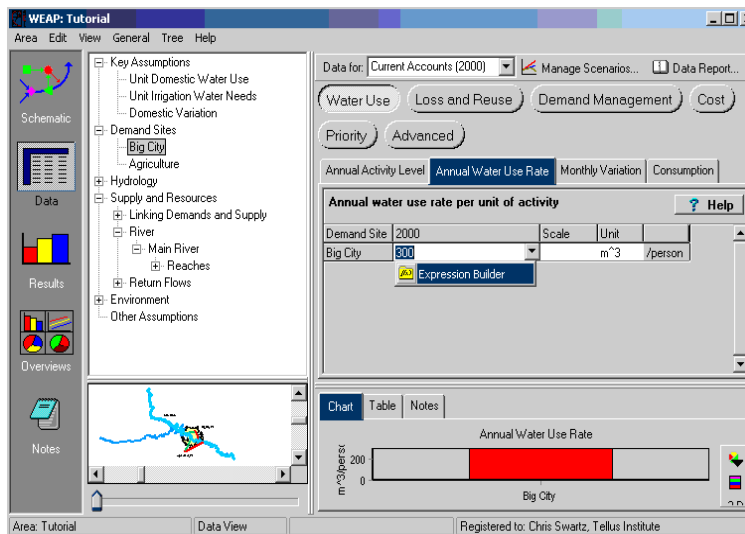 WEAP: Tutorial
Area Edit View General Tree Help
Schematic
Data
Results
Overviews
Notes
Key Assumptions
Unit Domestic Water Use
Unit Irrigation Water Needs
Domestic Variation
Demand Sites
Big City
Agriculture
Hydrology
Supply and Resources
Linking Demands and Supply
River
Main River
Reaches
Return Flows
Environment
Other Assumptions
Data for: Current Accounts (2000) Manage Scenarios... Data Report...
Water Use Loss and Reuse Demand Management Cost
Priority Advanced
Annual Activity Level Annual Water Use Rate Monthly Variation Consumption
Annual water use rate per unit of activity ? Help
Demand Site 2000 Scale Unit
Big City 300 m^3 /person
Expression Builder
Chart Table Notes
Annual Water Use Rate
200
0
Big City
Area: Tutorial Data View Registered to: Chris Swartz, Tellus Institute